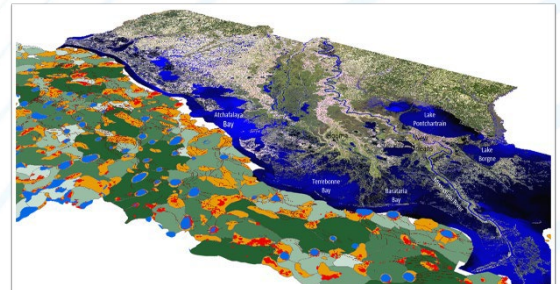 Lake
Pontchartrain
Atchafalaya
Bay
Lake
Borgne
Terrebonne
Bay
Barataria
Bay